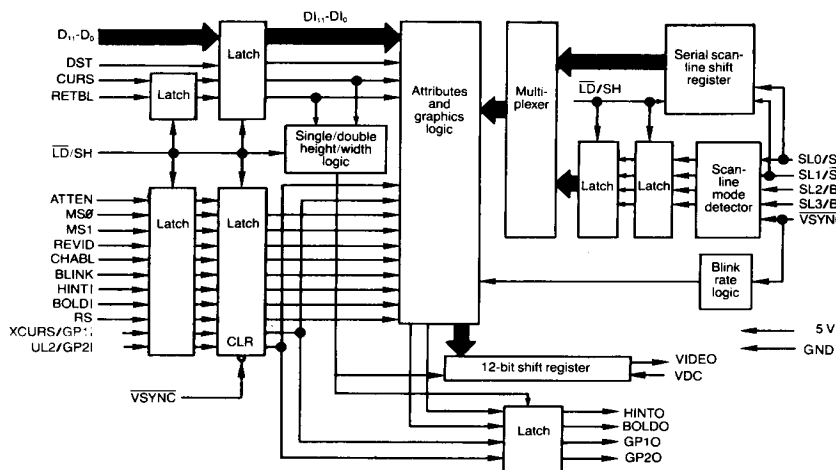 D₁₁-D₀
DI₁₁-DI₀
DST
CURS
RETBL
Latch
Latch
Attributes and
graphics
logic
Multi-
plexer
Serial scan-
line shift
register
LD/SH
Single/double
height/width
logic
LD/SH
Latch
Latch
Scan-
line
mode
detector
SL0/S
SL1/S
SL2/B
SL3/B
VSYNC
ATTEN
MSØ
MS1
REVID
CHABL
BLINK
HINTI
BOLDI
RS
XCURS/GP1I
UL2/GP2I
Latch
Latch
CLR
VSYNC
Blink
rate
logic
5 V
GND
12-bit shift register
VIDEO
VDC
Latch
HINTO
BOLDO
GP1O
GP2O